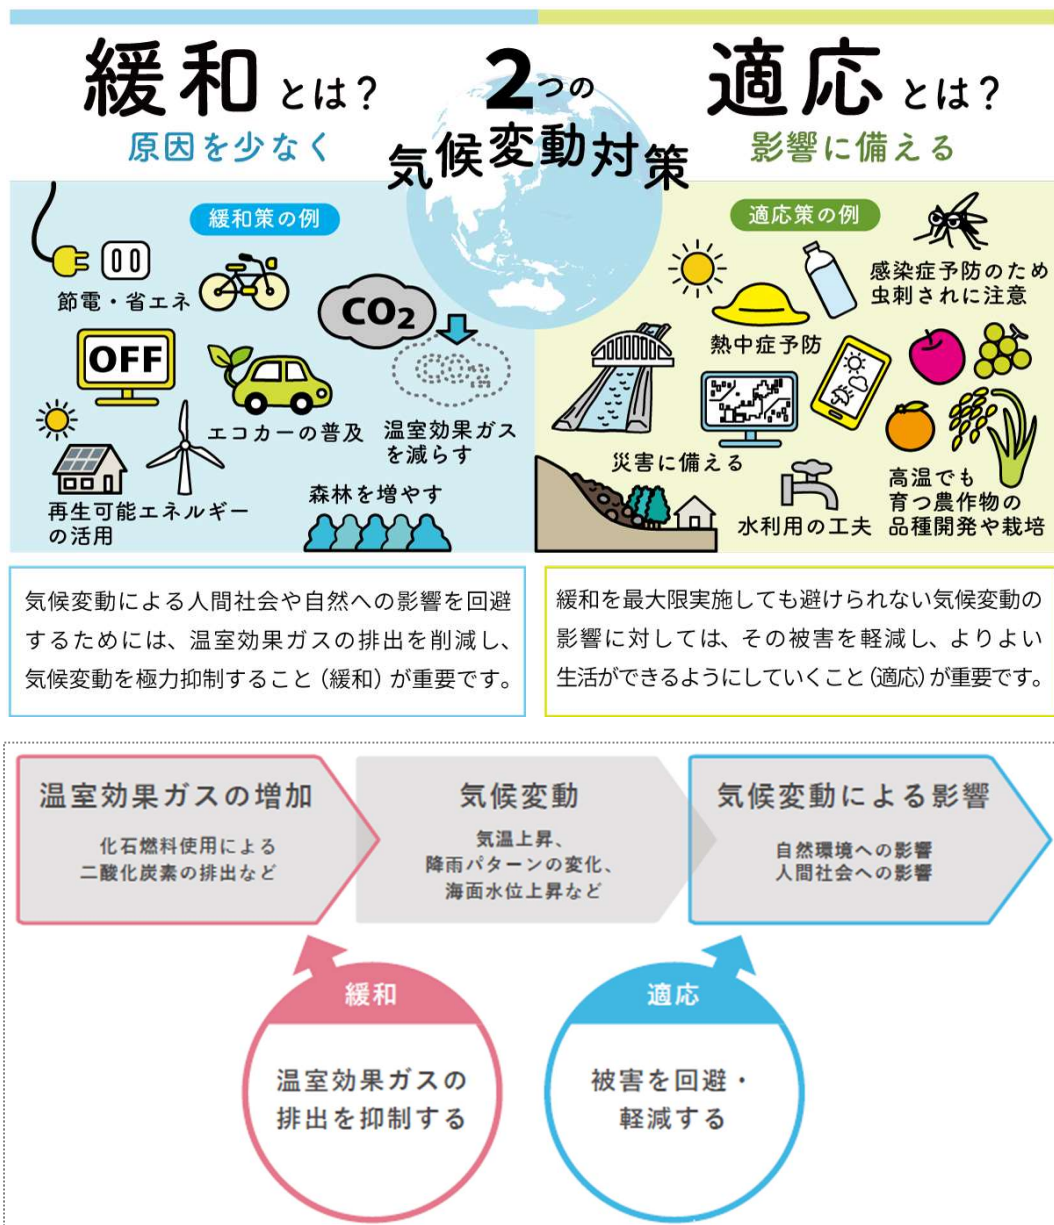 緩和とは？
原因を少なく
2つの
気候変動対策
適応とは？
影響に備える
緩和策の例
節電・省エネ
OFF
CO2
CO2
エコカーの普及
温室効果ガス
を減らす
再生可能エネルギー
の活用
森林を増やす
適応策の例
感染症予防のため
虫刺されに注意
熱中症予防
災害に備える
水利用の工夫
高温でも
育つ農作物の
品種開発や栽培
気候変動による人間社会や自然への影響を回避
するためには、温室効果ガスの排出を削減し、
気候変動を極力抑制すること（緩和）が重要です。
緩和を最大限実施しても避けられない気候変動の
影響に対しては、その被害を軽減し、よりよい
生活ができるようにしていくこと（適応）が重要です。
温室効果ガスの増加
化石燃料使用による
二酸化炭素の排出など
気候変動
気温上昇、
降雨パターンの変化、
海面水位上昇など
気候変動による影響
自然環境への影響
人間社会への影響
緩和
温室効果ガスの
排出を抑制する
適応
被害を回避・
軽減する